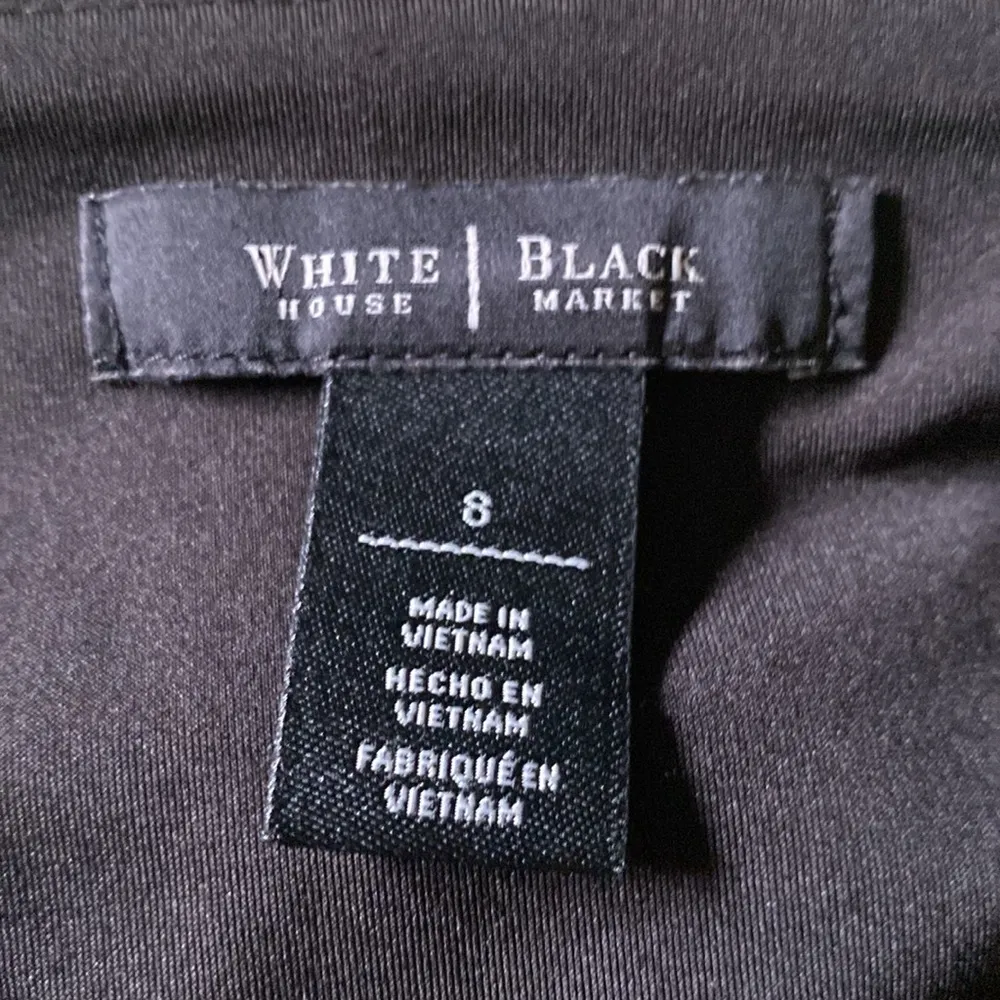 WHITE | BLACK
HOUSE MARKET
8
MADE IN
VIETNAM
HECHO EN
VIETNAM
FABRIQUÉ EN
VIETNAM